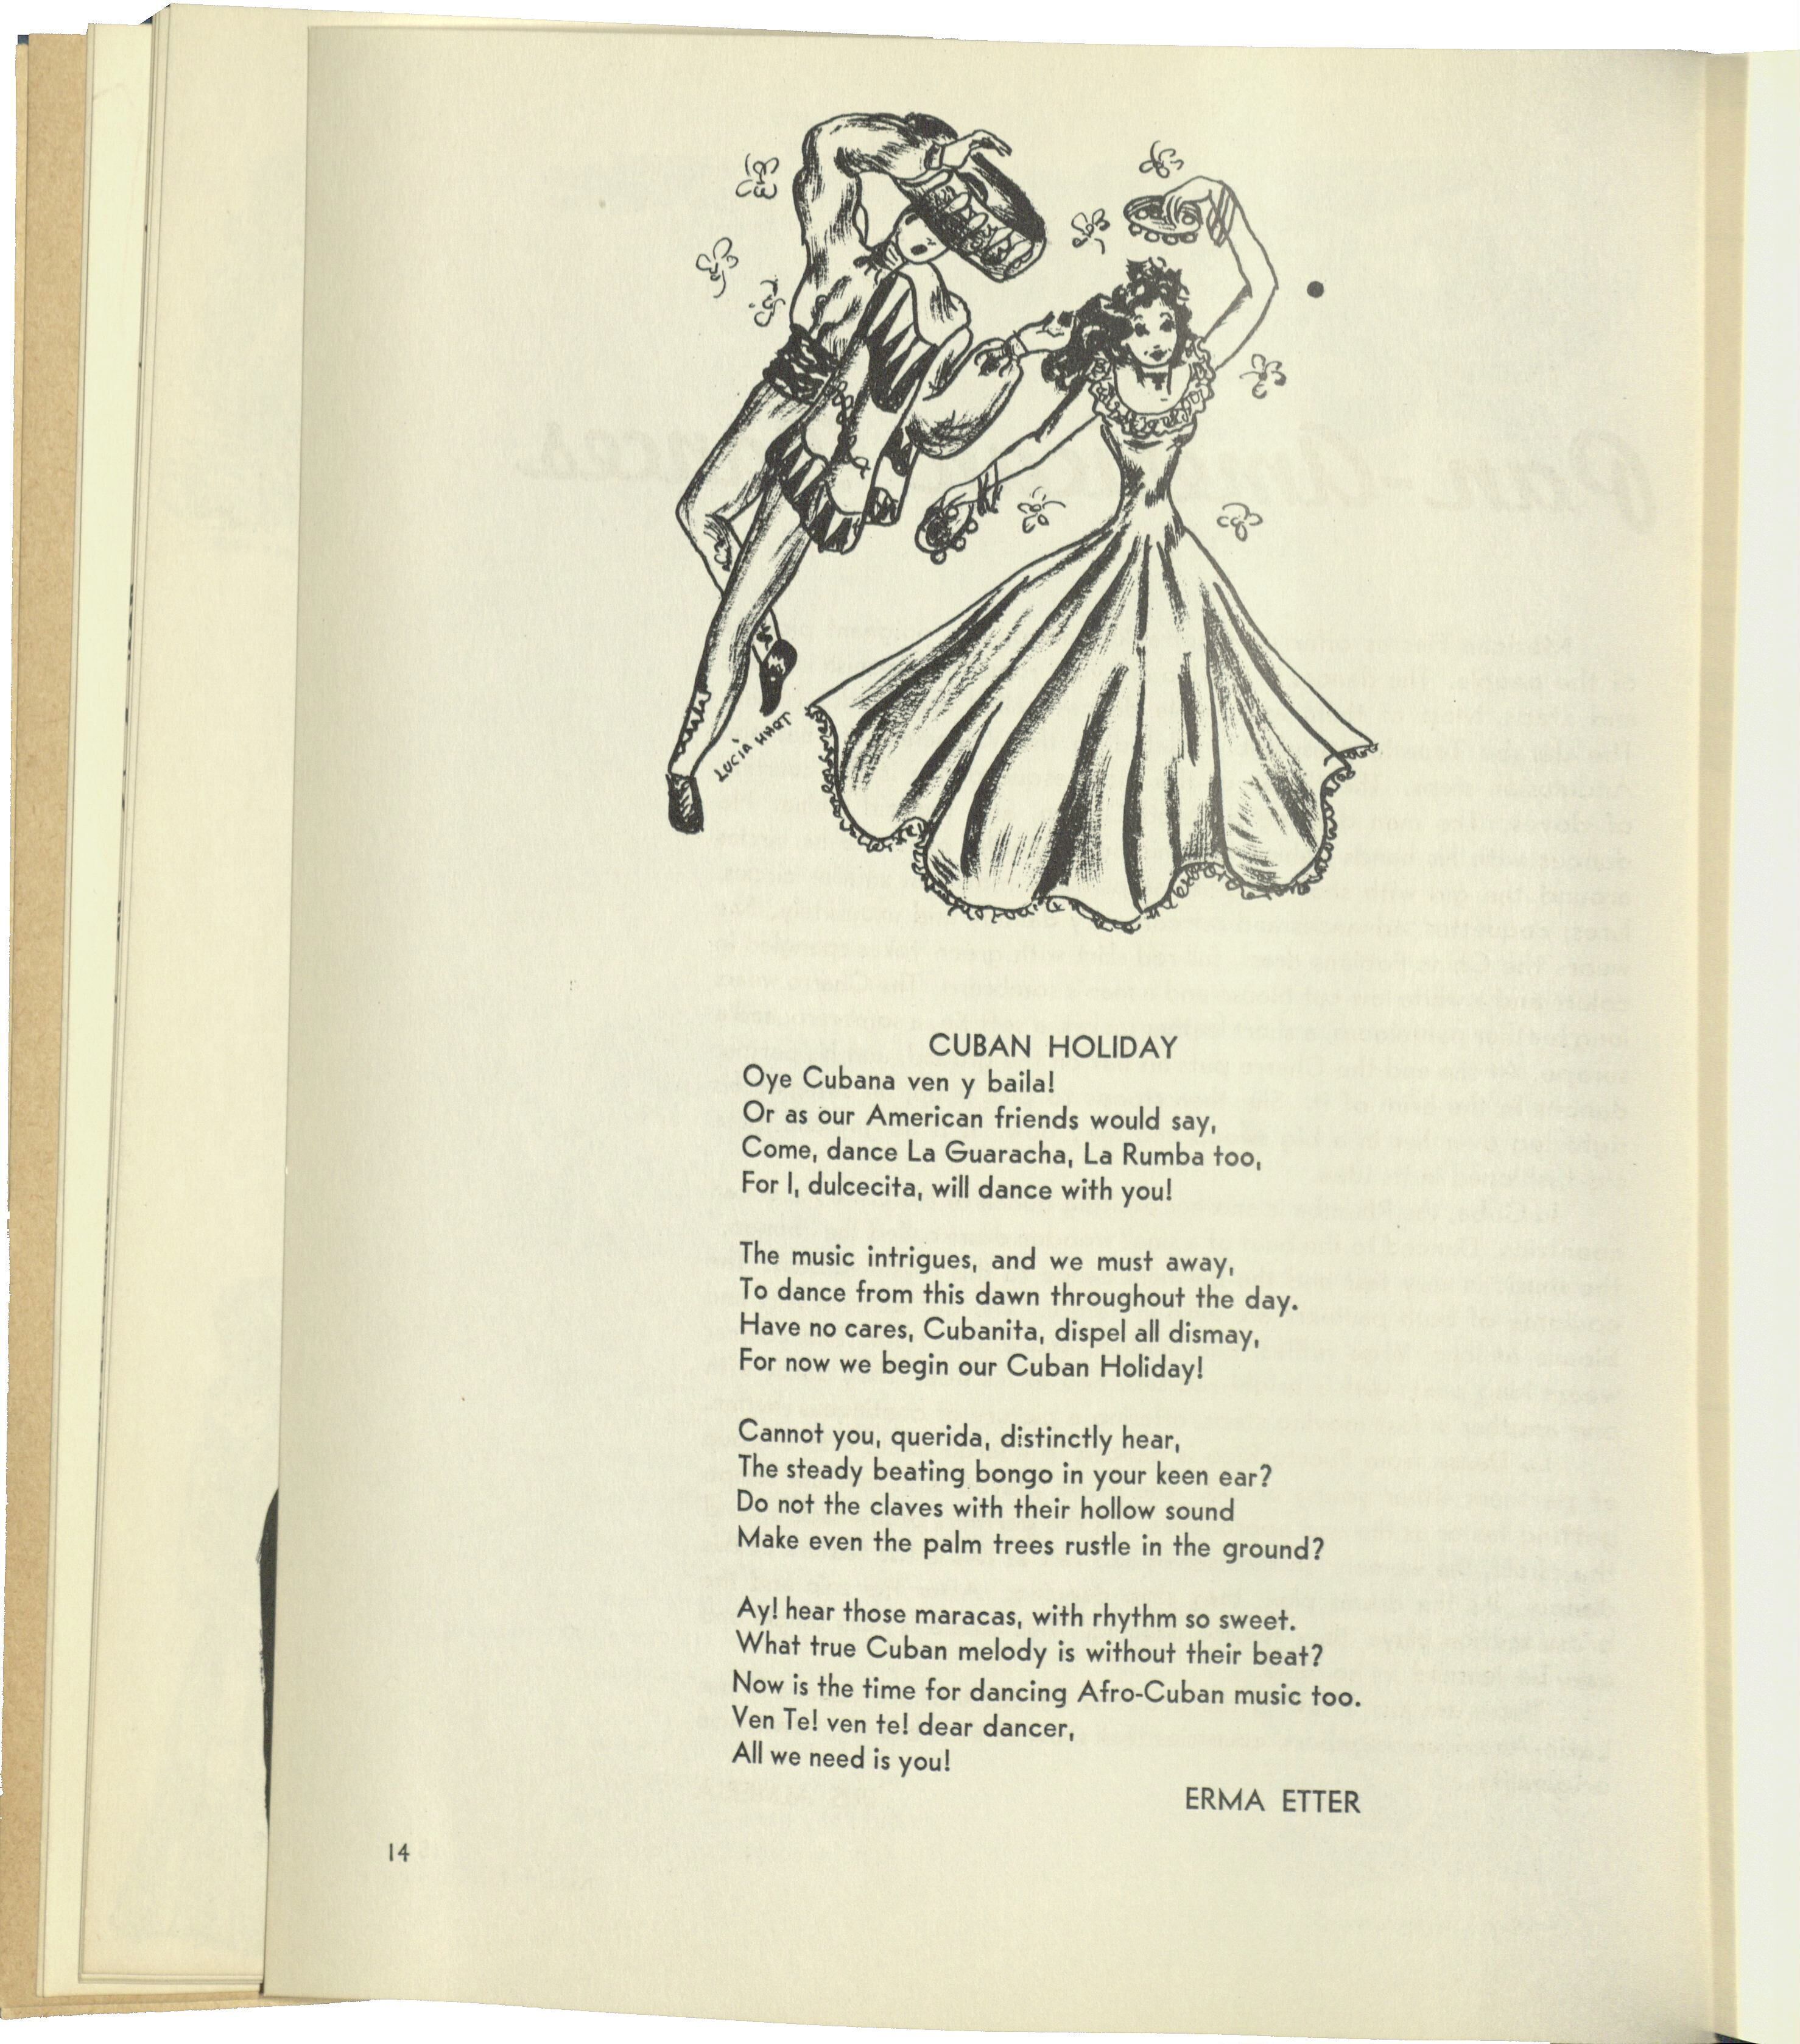 LUCIA
CUBAN HOLIDAY
Oye Cubana ven y baila!
Or as our American friends would say,
Come, dance La Guaracha, La Rumba too,
For I, dulcecita, will dance with you!
The music intrigues, and we must away,
To dance from this dawn throughout the day.
Have no cares, Cubanita, dispel all dismay,
For now we begin our Cuban Holiday!
Cannot you, querida, distinctly hear,
The steady beating bongo in your keen ear?
Do not the claves with their hollow sound
Make even the palm trees rustle in the ground?
Ay! hear those maracas, with rhythm so sweet.
What true Cuban melody is without their beat?
Now is the time for dancing Afro-Cuban music too.
Ven Te! ven te! dear dancer,
All we need is you!
ERMA ETTER
14